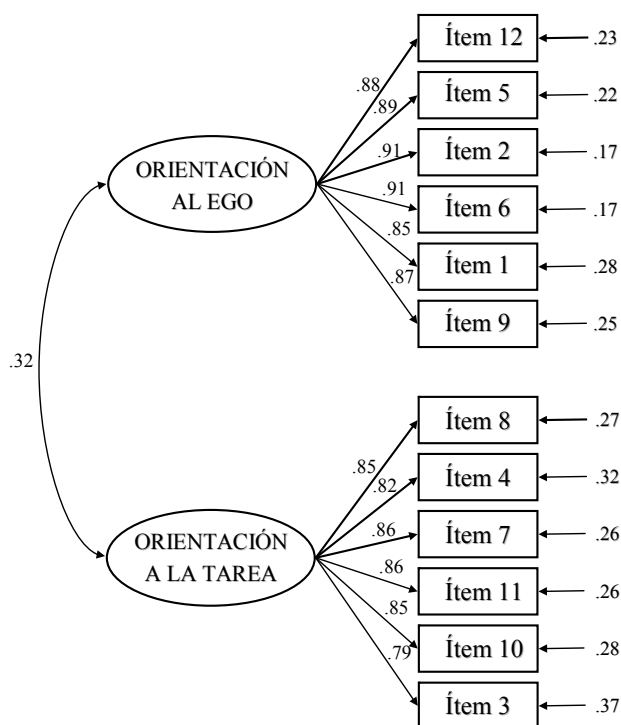 Ítem 12
.23
.88
Ítem 5
.22
.89
Ítem 2
.17
.91
ORIENTACIÓN
AL EGO
Ítem 6
.17
.91
Ítem 1
.28
.85
Ítem 9
.25
.87
.32
Ítem 8
.27
.85
Ítem 4
.32
.82
Ítem 7
.26
.86
ORIENTACIÓN
A LA TAREA
Ítem 11
.26
.86
Ítem 10
.28
.85
Ítem 3
.37
.79